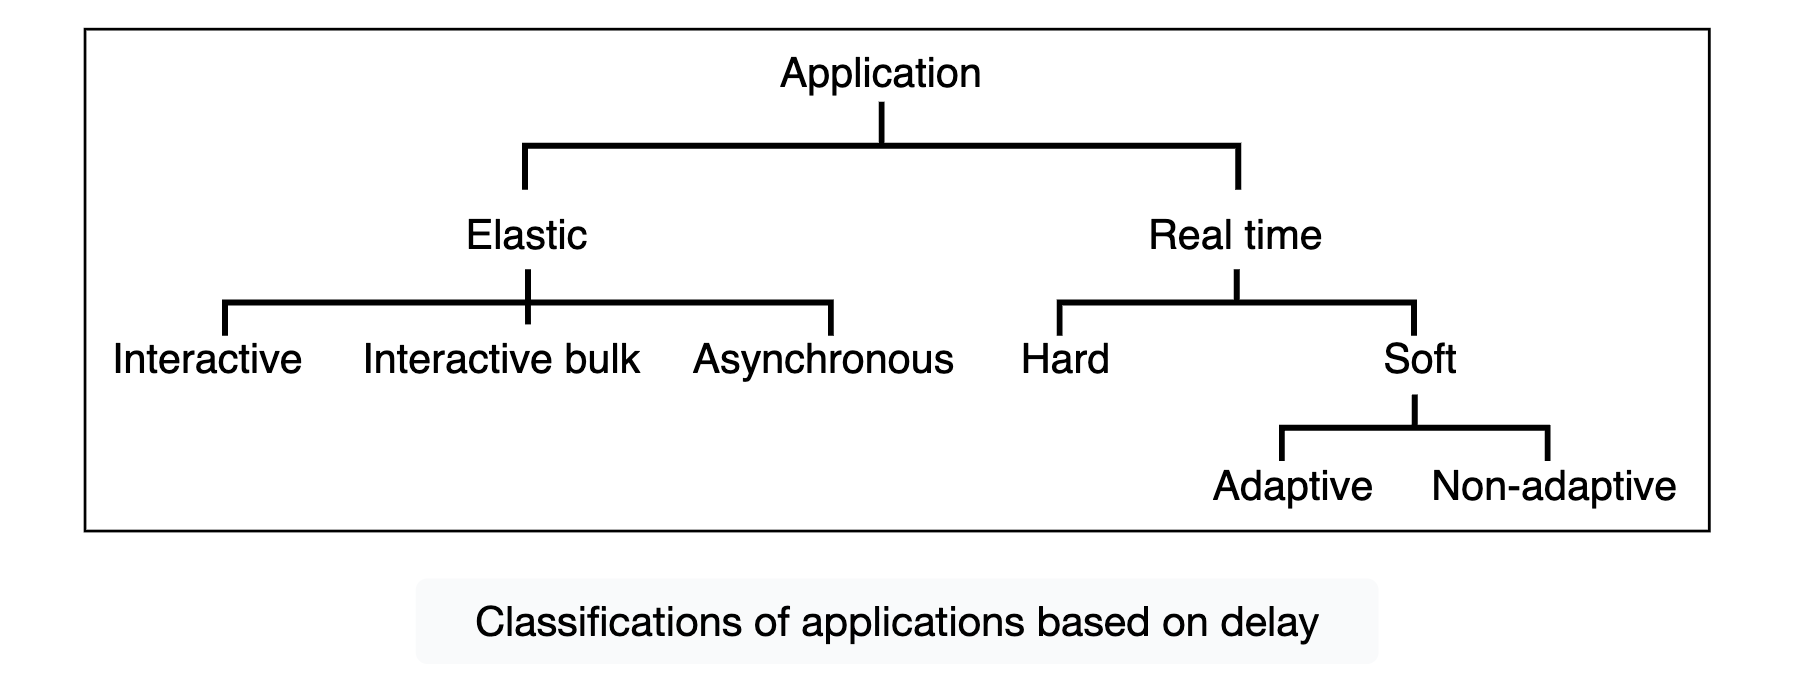 Application
Elastic Real time
Interactive Interactive bulk Asynchronous Hard Soft
Adaptive Non-adaptive
Classifications of applications based on delay